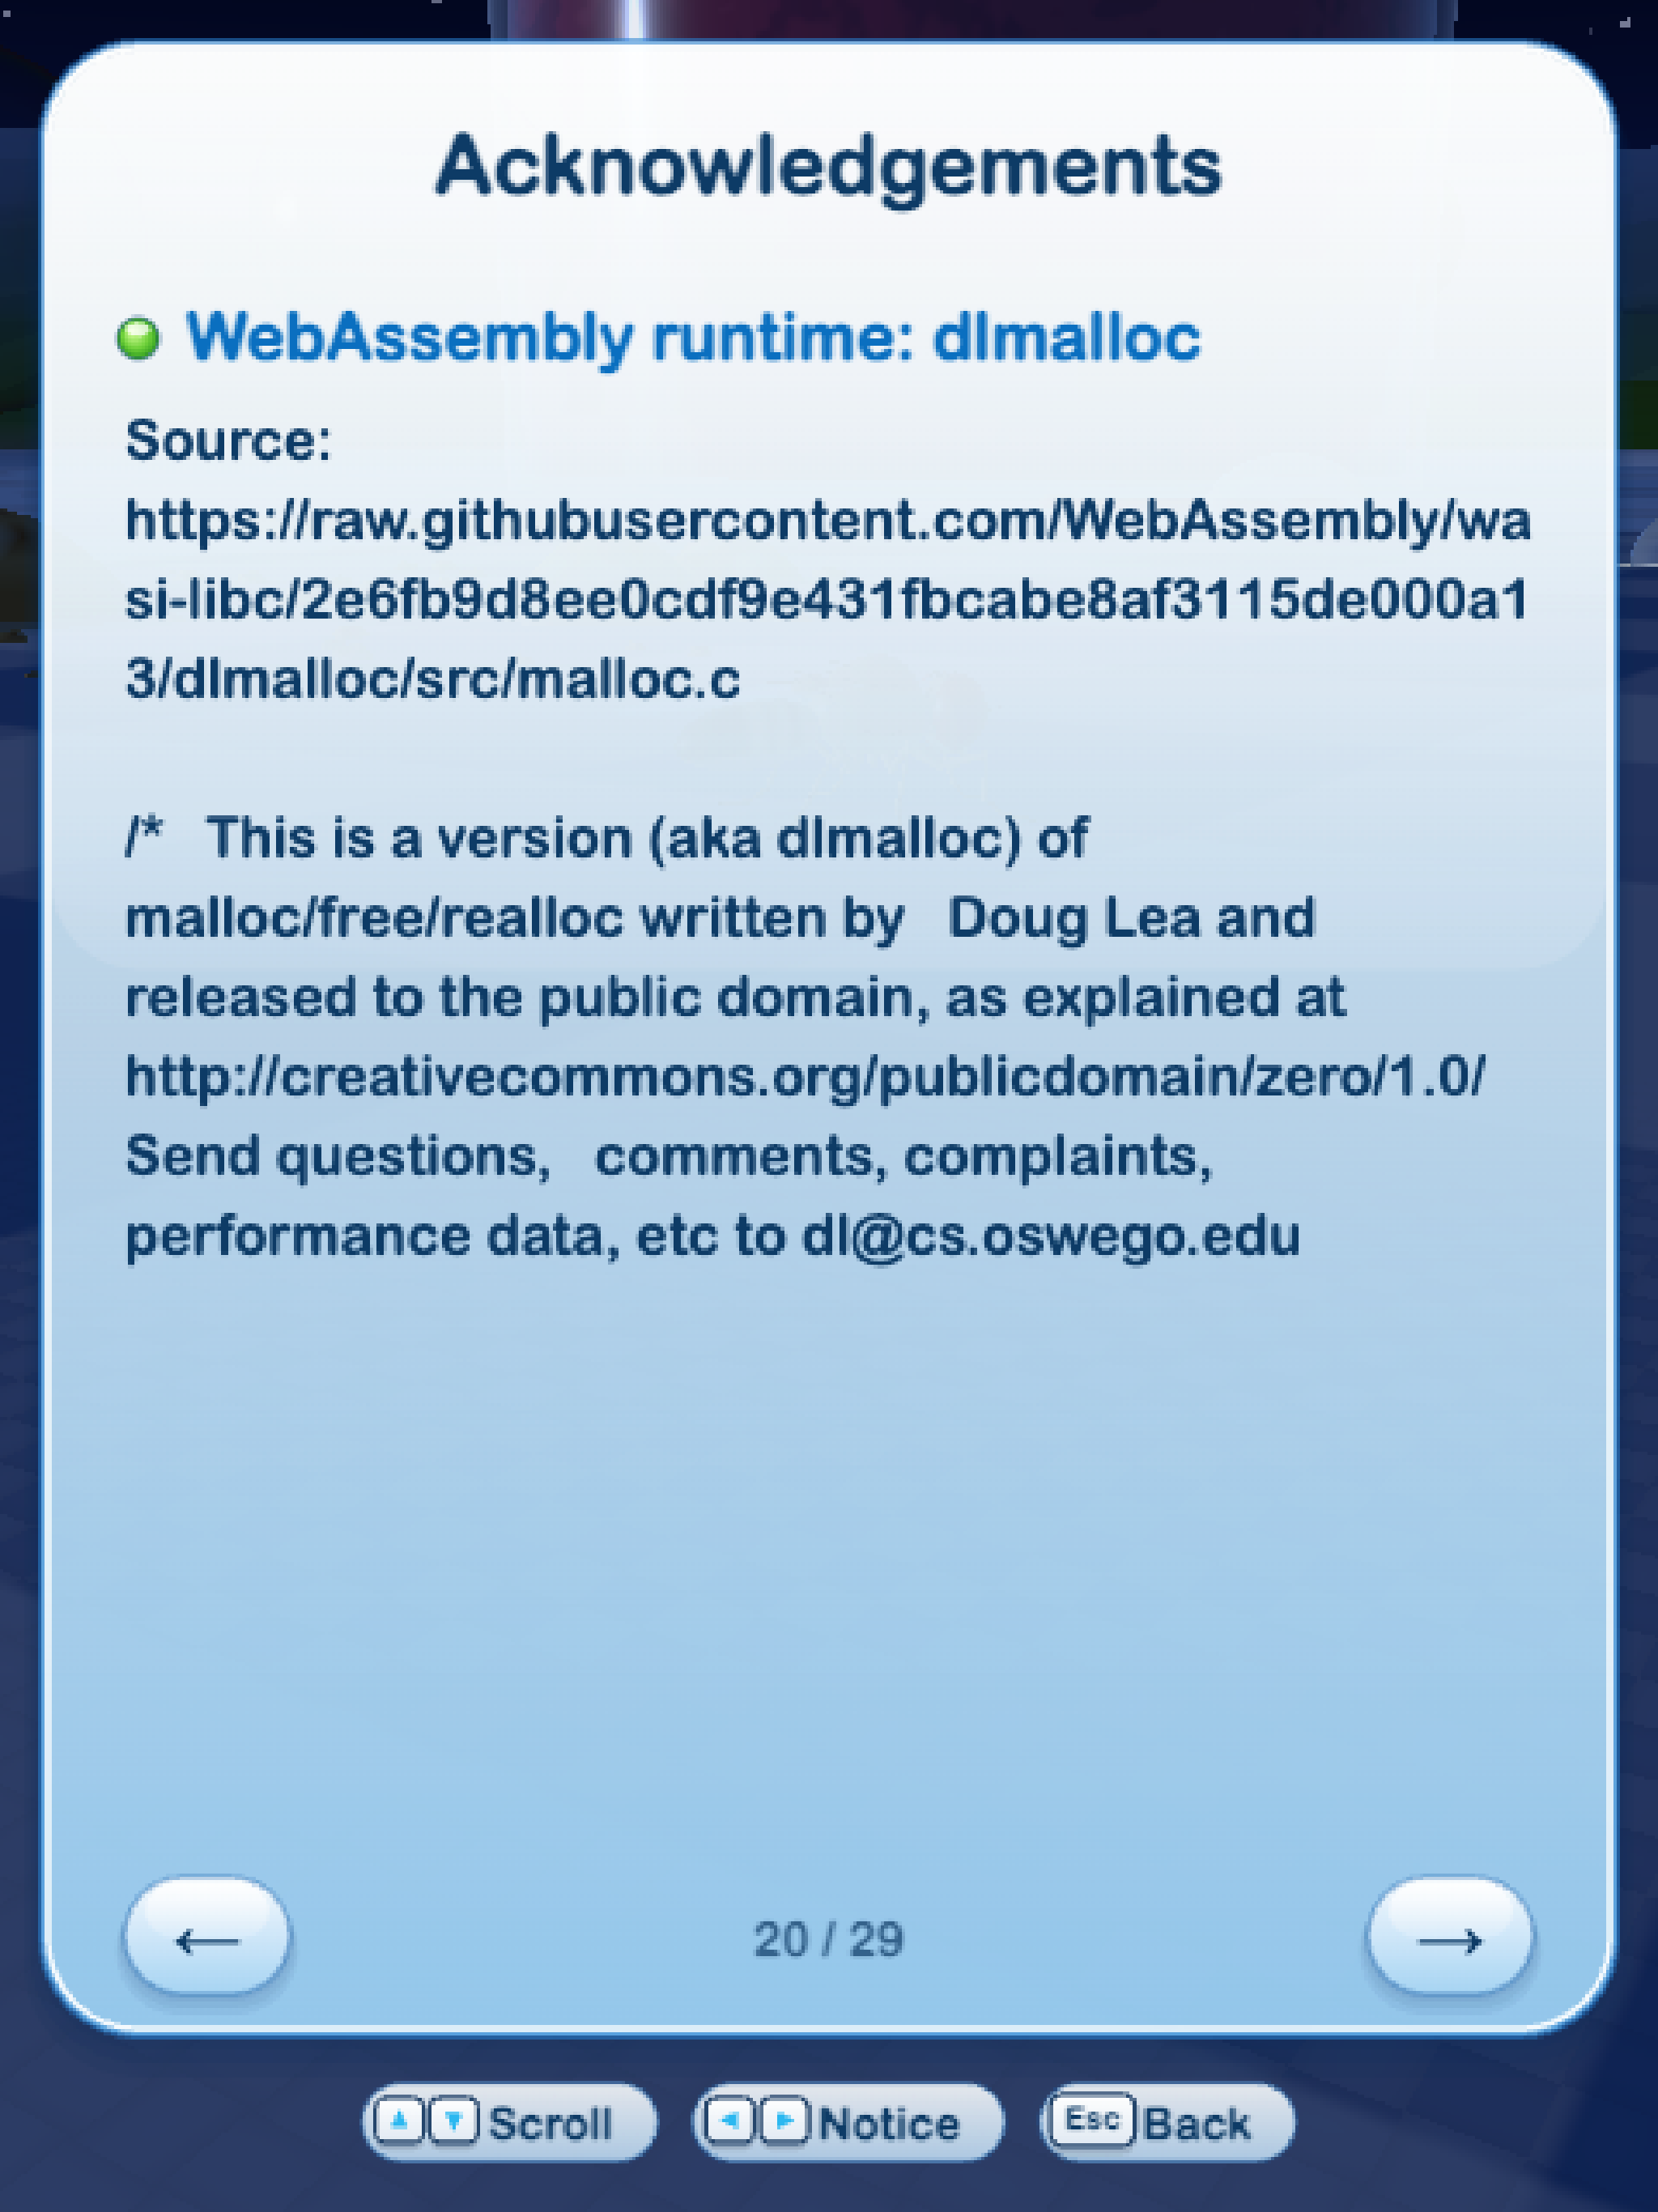 Acknowledgements
WebAssembly runtime: dlmalloc
Source:
https://raw.githubusercontent.com/WebAssembly/wa
si-libc/2e6fb9d8ee0cdf9e431fbcabe8af3115de000a1
3/dlmalloc/src/malloc.c
/*   This is a version (aka dlmalloc) of
malloc/free/realloc written by   Doug Lea and
released to the public domain, as explained at
http://creativecommons.org/publicdomain/zero/1.0/
Send questions,   comments, complaints,
performance data, etc to dl@cs.oswego.edu
← 20 / 29 →
▲ ▼ Scroll ◄ ► Notice Esc Back